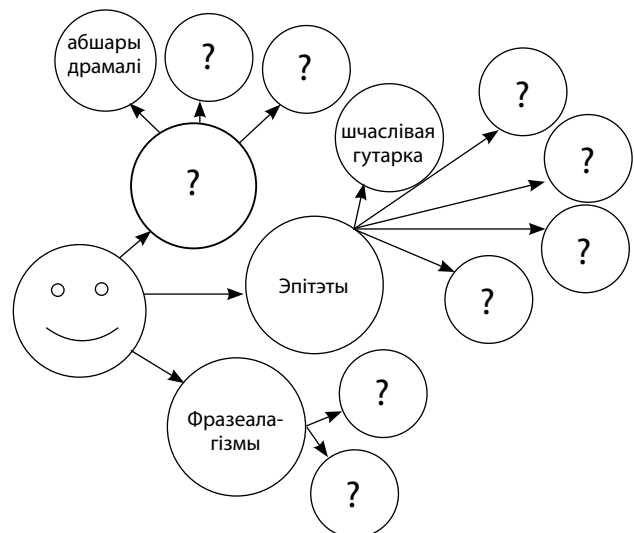 абшары
драмалі
?
?
?
шчаслівая
гутарка
?
?
?
?
Эпітэты
Фразеала-
гізмы
?
?